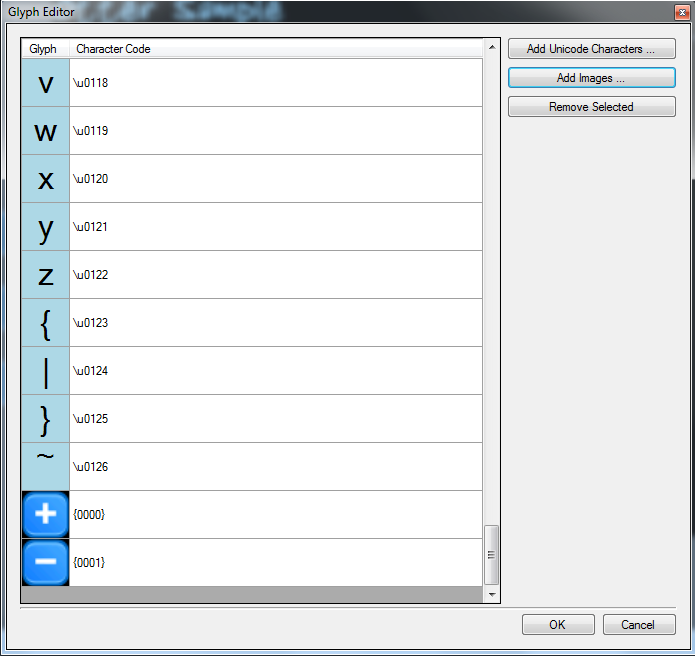 Glyph Editor
Glyph Character Code
v \u0118
w \u0119
x \u0120
y \u0121
z \u0122
{ \u0123
| \u0124
} \u0125
~ \u0126
+ {0000}
− {0001}
Add Unicode Characters ...
Add Images ...
Remove Selected
OK Cancel